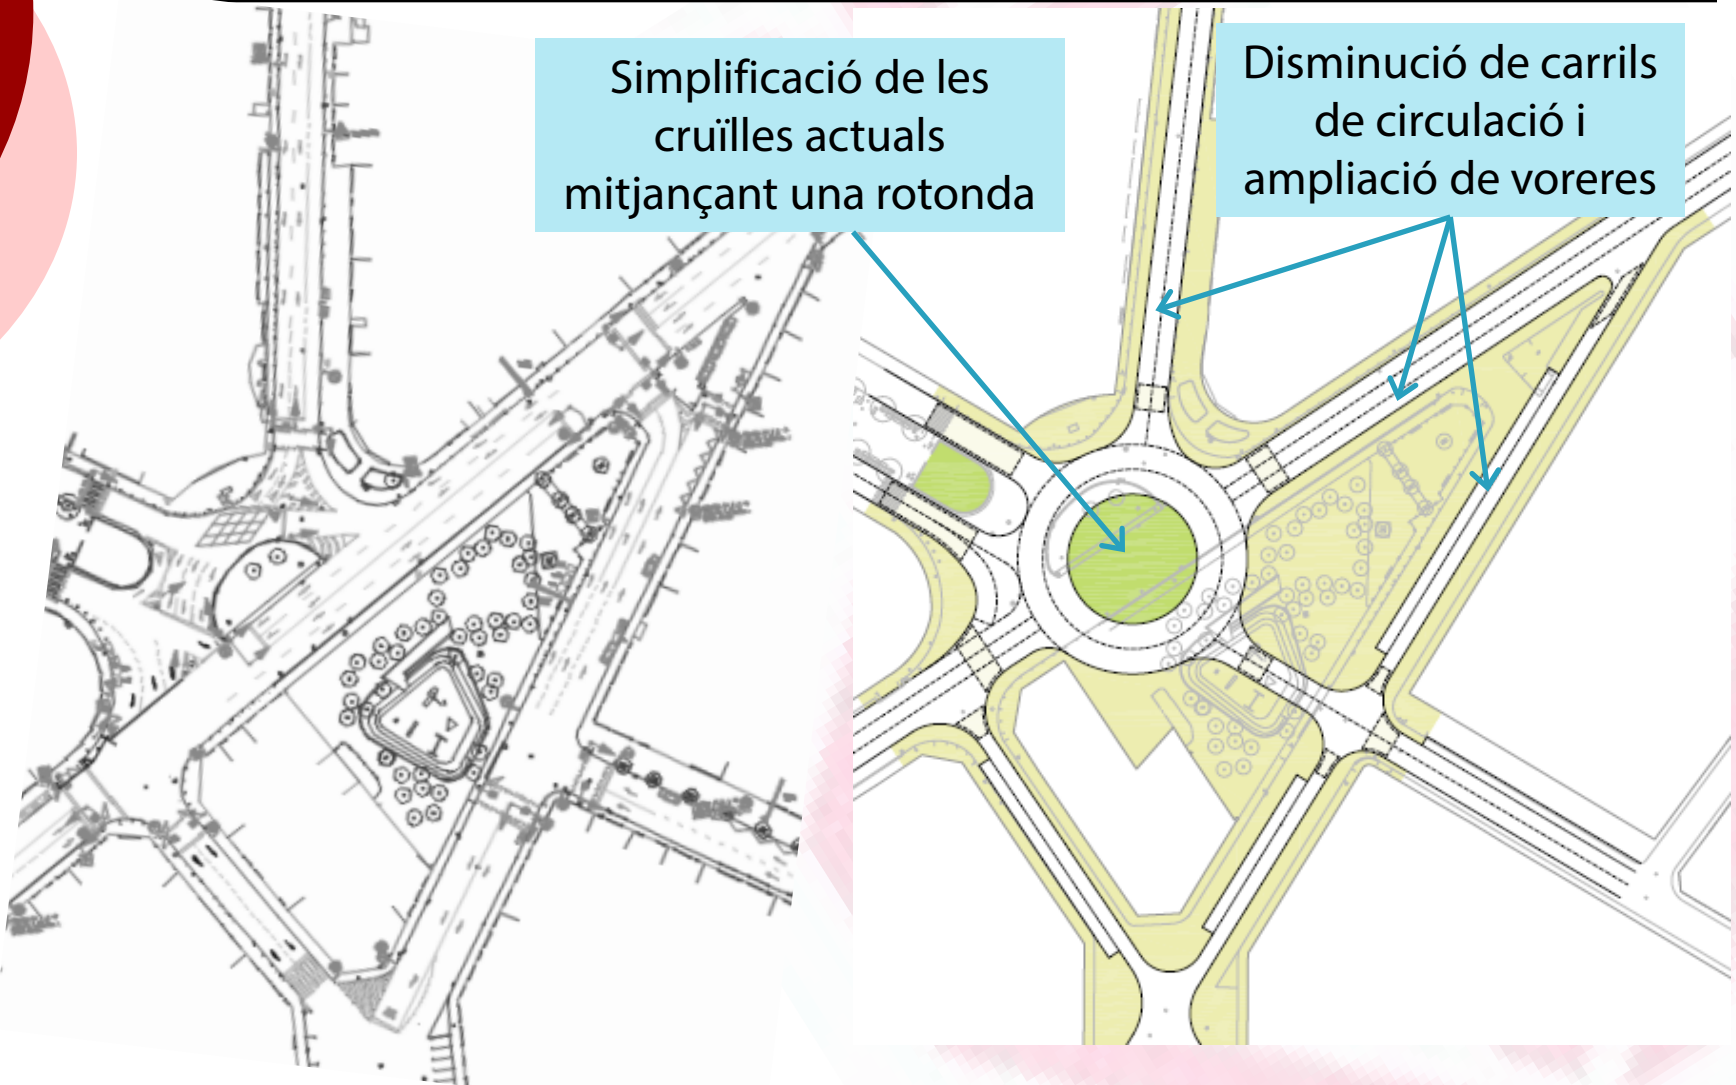 Simplificació de les
cruïlles actuals
mitjançant una rotonda
Disminució de carrils
de circulació i
ampliació de voreres